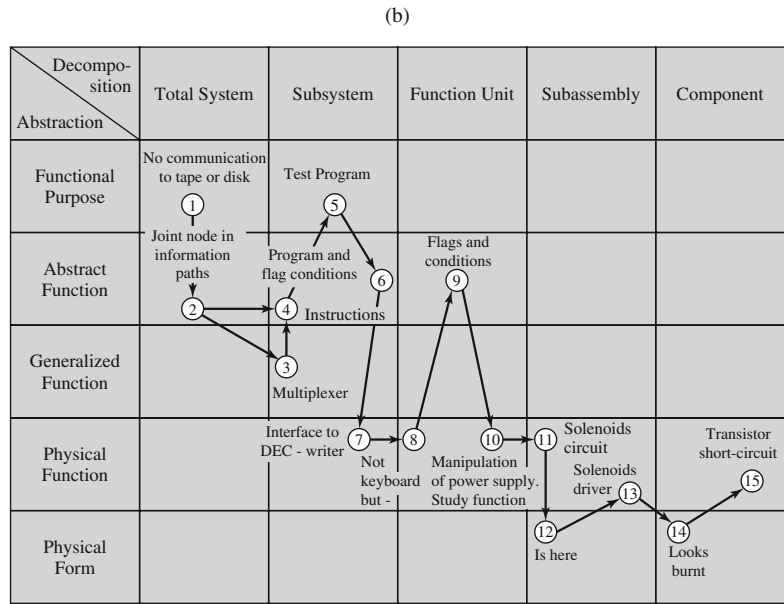 (b)
Decompo-
sition
Abstraction
Total System
Subsystem
Function Unit
Subassembly
Component
Functional
Purpose
No communication
to tape or disk
1
Test Program
5
Abstract
Function
Joint node in
information
paths
2
Program and
flag conditions
4
6
Instructions
Flags and
conditions
9
Generalized
Function
3
Multiplexer
Physical
Function
Interface to
DEC - writer
7
Not
keyboard
but -
8
10
Manipulation
of power supply.
Study function
11
Solenoids
circuit
Solenoids
driver
13
Transistor
short-circuit
15
Physical
Form
12
Is here
14
Looks
burnt